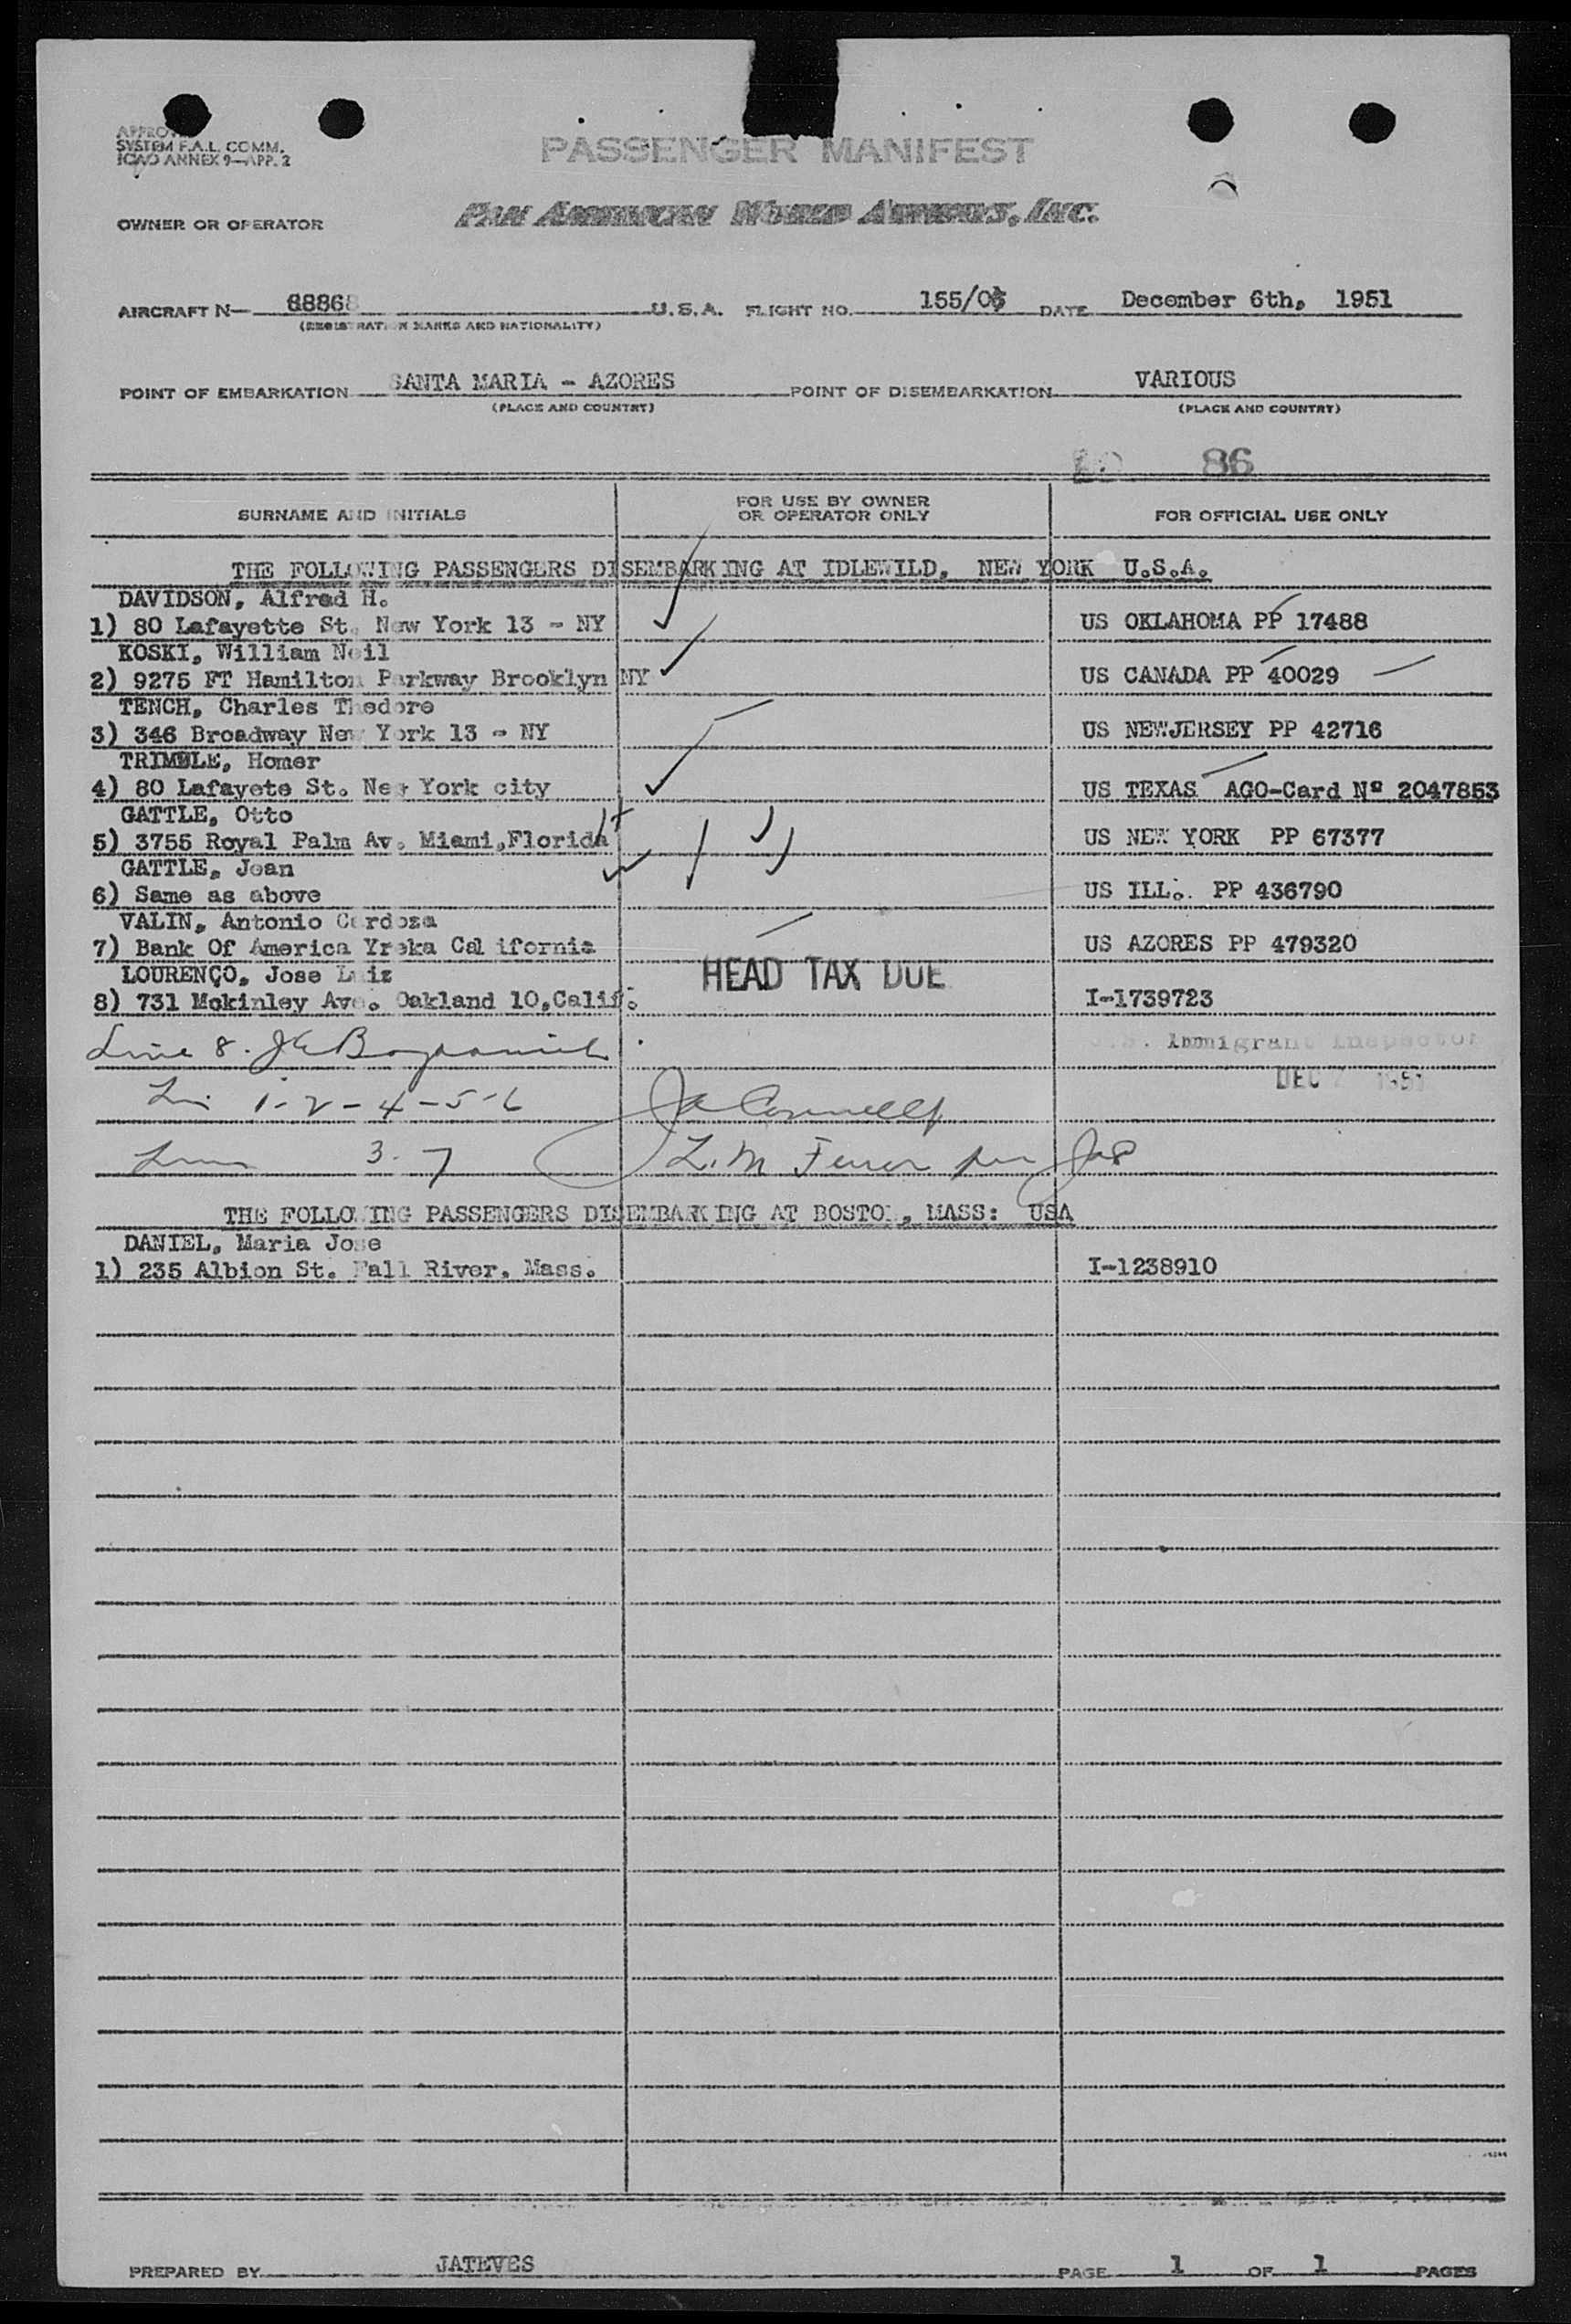 APPRO
SYSTEM F.A.L. COMM.
ICAO ANNEX 9—APP. 2
PASSENGER MANIFEST
OWNER OR OPERATOR PAN AMERICAN WORLD AIRWAYS, INC.
AIRCRAFT N— 88868 U.S.A. FLIGHT NO. 155/06 DATE December 6th, 1951
(REGISTRATION MARKS AND NATIONALITY)
POINT OF EMBARKATION SANTA MARIA - AZORES POINT OF DISEMBARKATION VARIOUS
(PLACE AND COUNTRY) (PLACE AND COUNTRY)
86
SURNAME AND INITIALS FOR USE BY OWNER OR OPERATOR ONLY FOR OFFICIAL USE ONLY
THE FOLLOWING PASSENGERS DISEMBARKING AT IDLEWILD, NEW YORK U.S.A.
DAVIDSON, Alfred H.
1) 80 Lafayette St. New York 13 - NY US OKLAHOMA PP 17488
KOSKI, William Neil
2) 9275 FT Hamilton Parkway Brooklyn NY US CANADA PP 40029
TENCH, Charles Thedore
3) 346 Broadway New York 13 - NY US NEWJERSEY PP 42716
TRIMBLE, Homer
4) 80 Lafayete St. New York city US TEXAS AGO-Card Nº 2047853
GATTLE, Otto
5) 3755 Royal Palm Av. Miami,Florida US NEW YORK PP 67377
GATTLE, Joan
6) Same as above US ILL. PP 436790
VALIN, Antonio Cardoza
7) Bank Of America Yreka California US AZORES PP 479320
LOURENÇO, Jose Luiz
HEAD TAX DUE
8) 731 Mckinley Ave. Oakland 10,Calif. I-1739723
Line 8.
U.S. Immigrant Inspector
DEC 7 1951
Lin 1-2-4-5-6 Ja Connelly
Lines 3-7 L.M Ferrer per
THE FOLLOWING PASSENGERS DISEMBARKING AT BOSTON, MASS: USA
DANIEL, Maria Jose
1) 235 Albion St. Fall River, Mass. I-1238910
PREPARED BY JATEVES PAGE 1 OF 1 PAGES